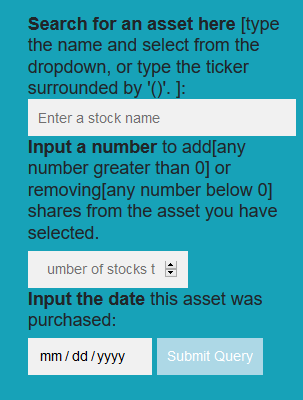 Search for an asset here [type
the name and select from the
dropdown, or type the ticker
surrounded by '()'. ]:
Enter a stock name
Input a number to add[any
number greater than 0] or
removing[any number below 0]
shares from the asset you have
selected.
umber of stocks t
Input the date this asset was
purchased:
mm/dd/yyyy Submit Query